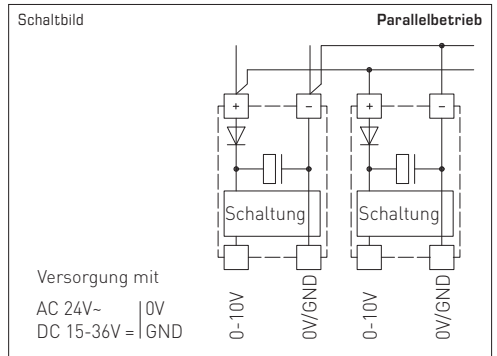 Schaltbild
Parallelbetrieb
+
–
+
–
Schaltung
Schaltung
0-10V
0V/GND
0-10V
0V/GND
Versorgung mit
AC 24V~ | 0V
DC 15-36V = | GND